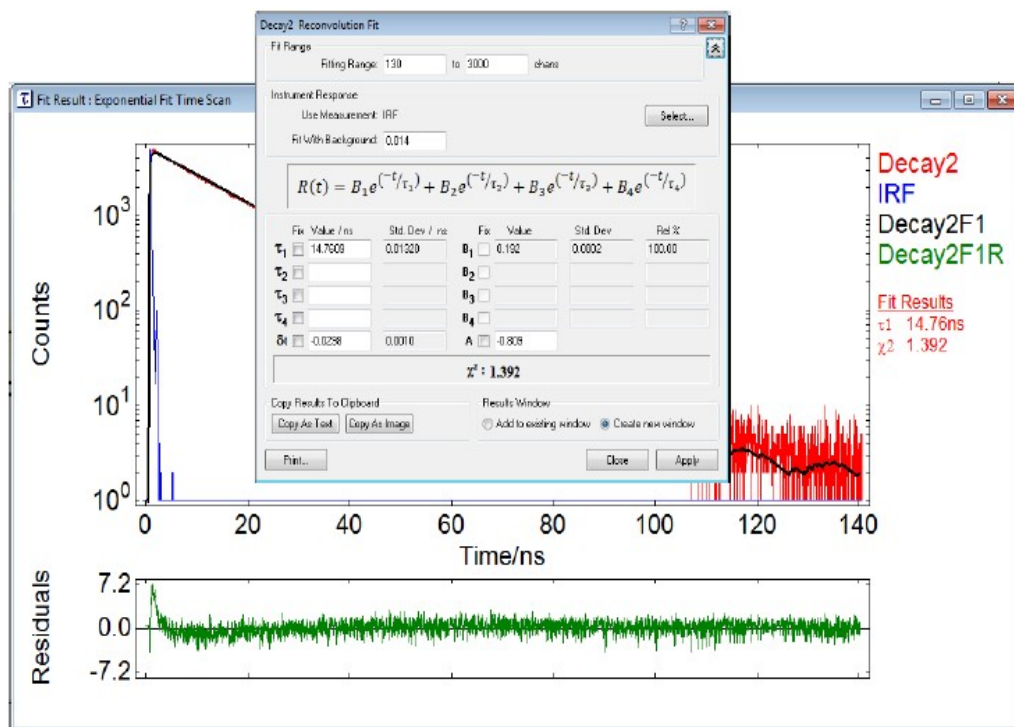 Decay2 Reconvolution Fit
Fit Range
Fitting Range: 130 to 3000 chans
Fit Result : Exponential Fit Time Scan
Instrument Response
Use Measurement: IRF
Select...
Fit With Background: 0.014
R(t) = B₁e^(-t/τ₁) + B₂e^(-t/τ₂) + B₃e^(-t/τ₃) + B₄e^(-t/τ₄)
Decay2
IRF
Decay2F1
Decay2F1R
Fix Value / ns Std. Dev / ns Fix Value Std. Dev Rel %
τ₁ 14.7609 0.01320 B₁ 0.192 0.0002 100.00
τ₂ B₂
τ₃ B₃
τ₄ B₄
δt -0.0298 0.0010 A -0.809
χ² : 1.392
Fit Results
τ1 14.76ns
χ2 1.392
Copy Results To Clipboard
Copy As Text Copy As Image
Results Window
Add to existing window Create new window
Print... Close Apply
Counts
10³
10²
10¹
10⁰
0 20 40 60 80 100 120 140
Time/ns
Residuals
7.2
0.0
-7.2